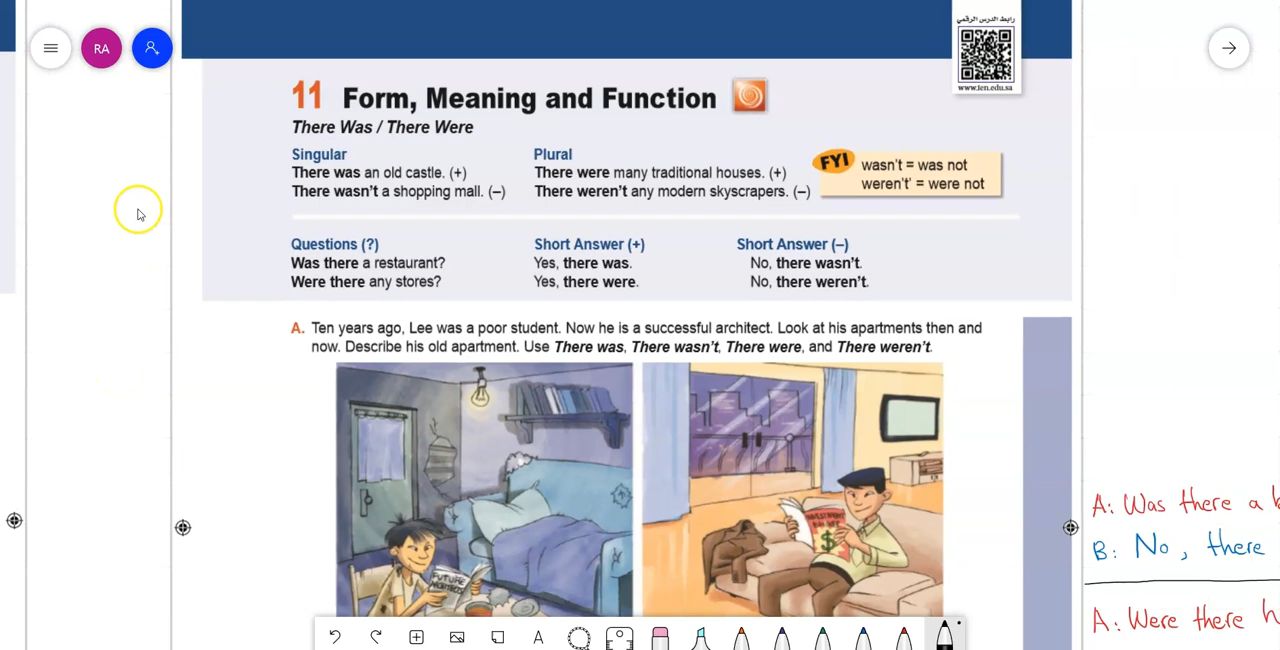 RA
رابط الدرس الرقمي
www.ien.edu.sa
11 Form, Meaning and Function
There Was / There Were
Singular
There was an old castle. (+)
There wasn't a shopping mall. (–)
Plural
There were many traditional houses. (+)
There weren't any modern skyscrapers. (–)
FYI
wasn't = was not
weren't' = were not
Questions (?)
Was there a restaurant?
Were there any stores?
Short Answer (+)
Yes, there was.
Yes, there were.
Short Answer (–)
No, there wasn't.
No, there weren't.
A. Ten years ago, Lee was a poor student. Now he is a successful architect. Look at his apartments then and
now. Describe his old apartment. Use There was, There wasn't, There were, and There weren't.
FUTURE
$
A: Was there a
B: No, there
A: Were there
A